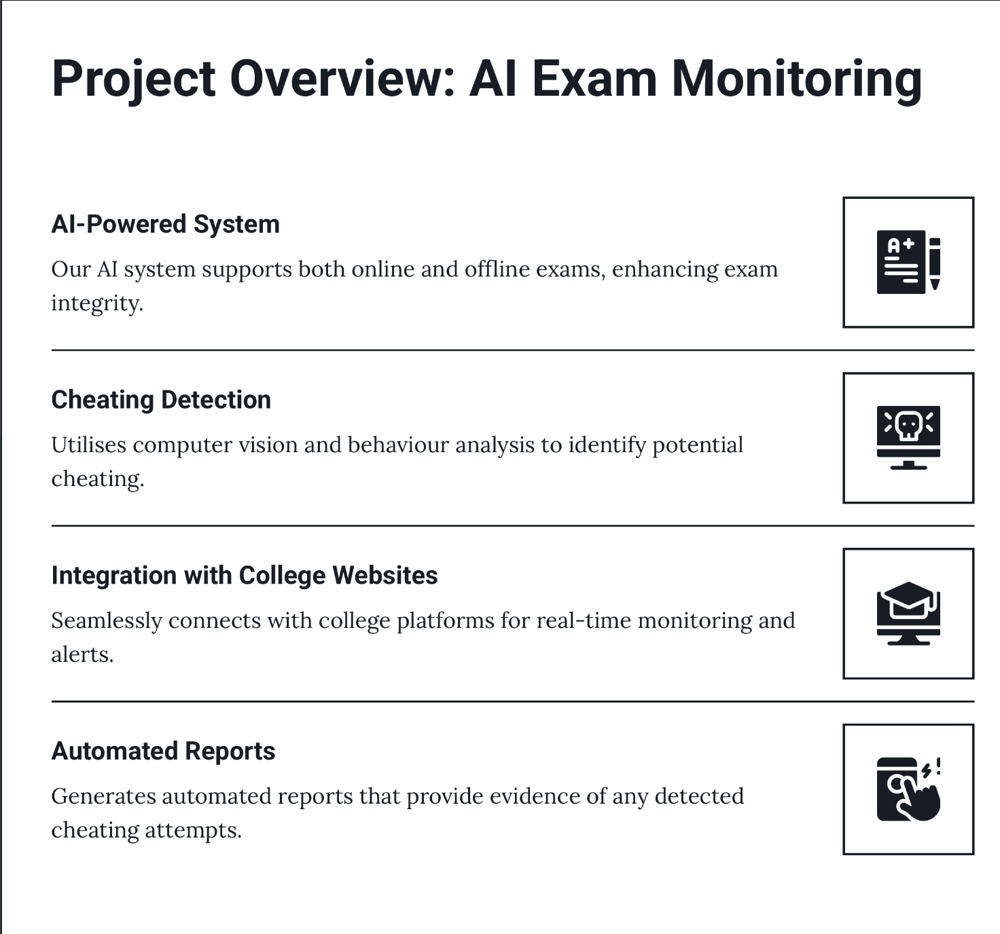 Project Overview: AI Exam Monitoring
AI-Powered System
Our AI system supports both online and offline exams, enhancing exam
integrity.
A+
Cheating Detection
Utilises computer vision and behaviour analysis to identify potential
cheating.
Integration with College Websites
Seamlessly connects with college platforms for real-time monitoring and
alerts.
Automated Reports
Generates automated reports that provide evidence of any detected
cheating attempts.